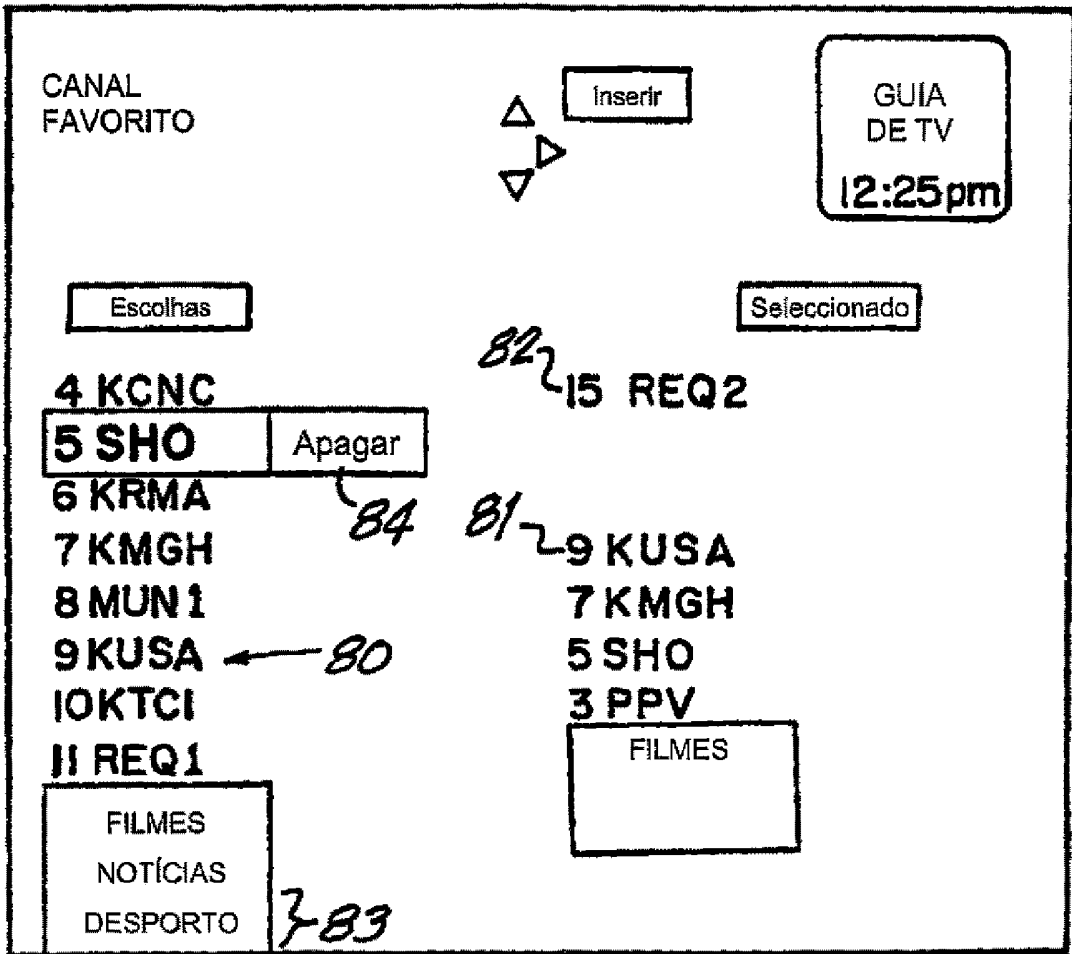 CANAL
FAVORITO
Inserir
GUIA
DE TV
12:25pm
Escolhas
Seleccionado
4 KCNC
5 SHO Apagar
6 KRMA
84
7 KMGH
8 MUN1
9 KUSA 80
10 KTCI
11 REQ1
FILMES
NOTÍCIAS
DESPORTO
83
82
15 REQ2
81
9 KUSA
7 KMGH
5 SHO
3 PPV
FILMES